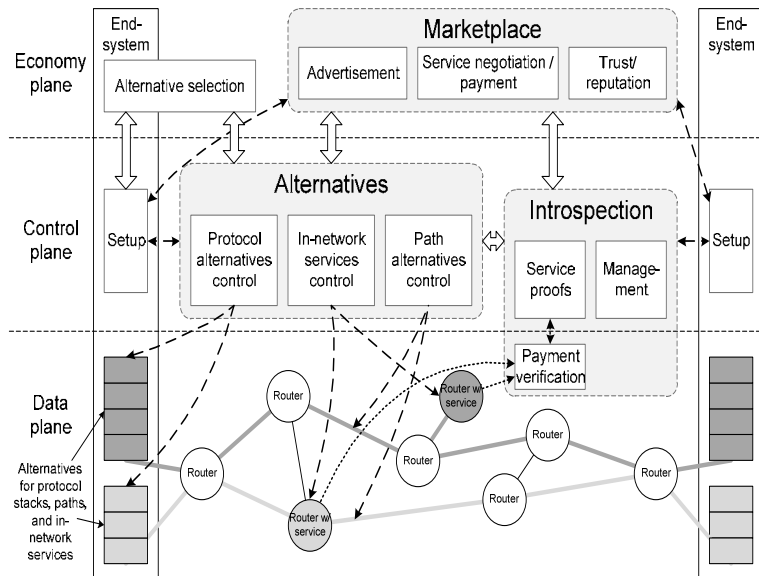 End-
system
Marketplace
End-
system
Economy
plane
Alternative selection
Advertisement
Service negotiation /
payment
Trust/
reputation
Control
plane
Setup
Alternatives
Protocol
alternatives
control
In-network
services
control
Path
alternatives
control
Introspection
Service
proofs
Manage-
ment
Setup
Payment
verification
Data
plane
Alternatives
for protocol
stacks, paths,
and in-
network
services
Router
Router w/
service
Router
Router
Router
Router
Router
Router w/
service